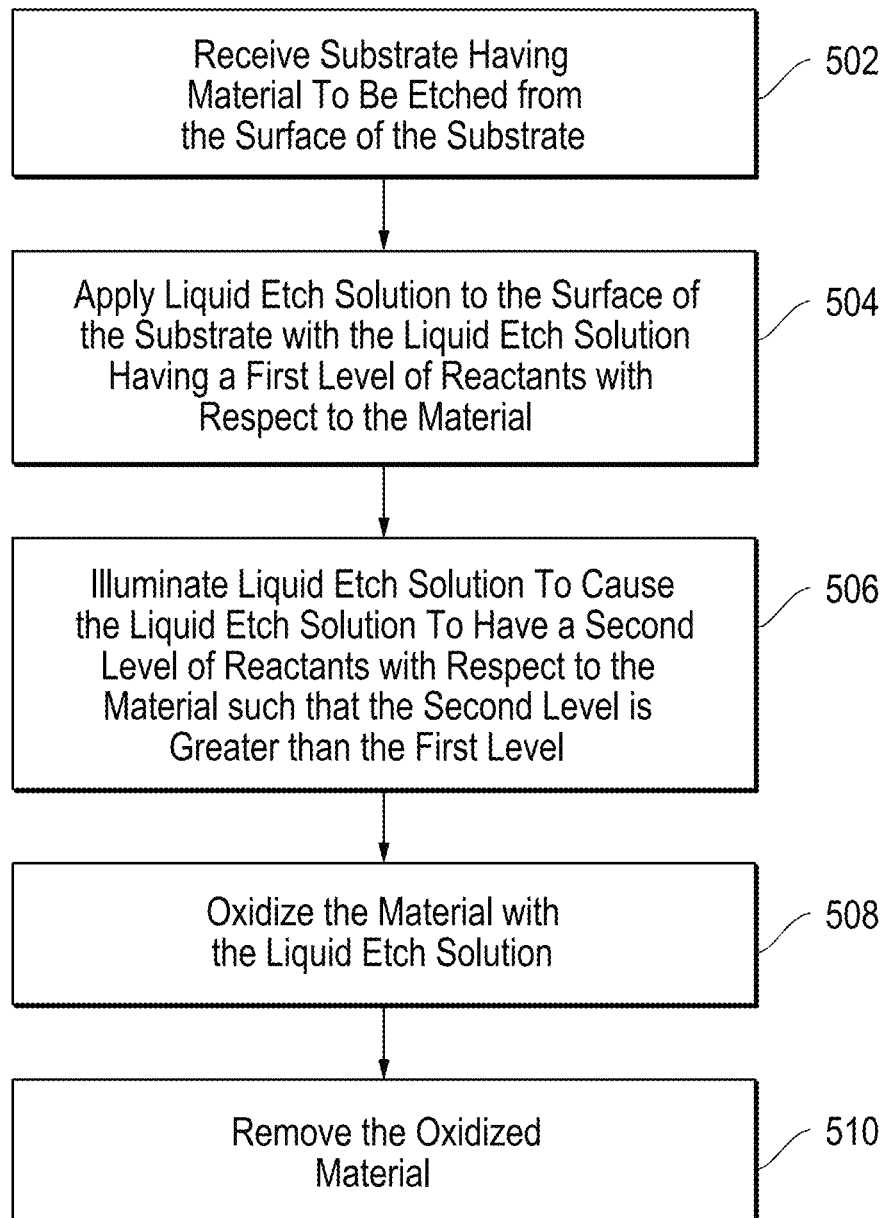 Receive Substrate Having
Material To Be Etched from
the Surface of the Substrate
502
Apply Liquid Etch Solution to the Surface of
the Substrate with the Liquid Etch Solution
Having a First Level of Reactants with
Respect to the Material
504
Illuminate Liquid Etch Solution To Cause
the Liquid Etch Solution To Have a Second
Level of Reactants with Respect to the
Material such that the Second Level is
Greater than the First Level
506
Oxidize the Material with
the Liquid Etch Solution
508
Remove the Oxidized
Material
510